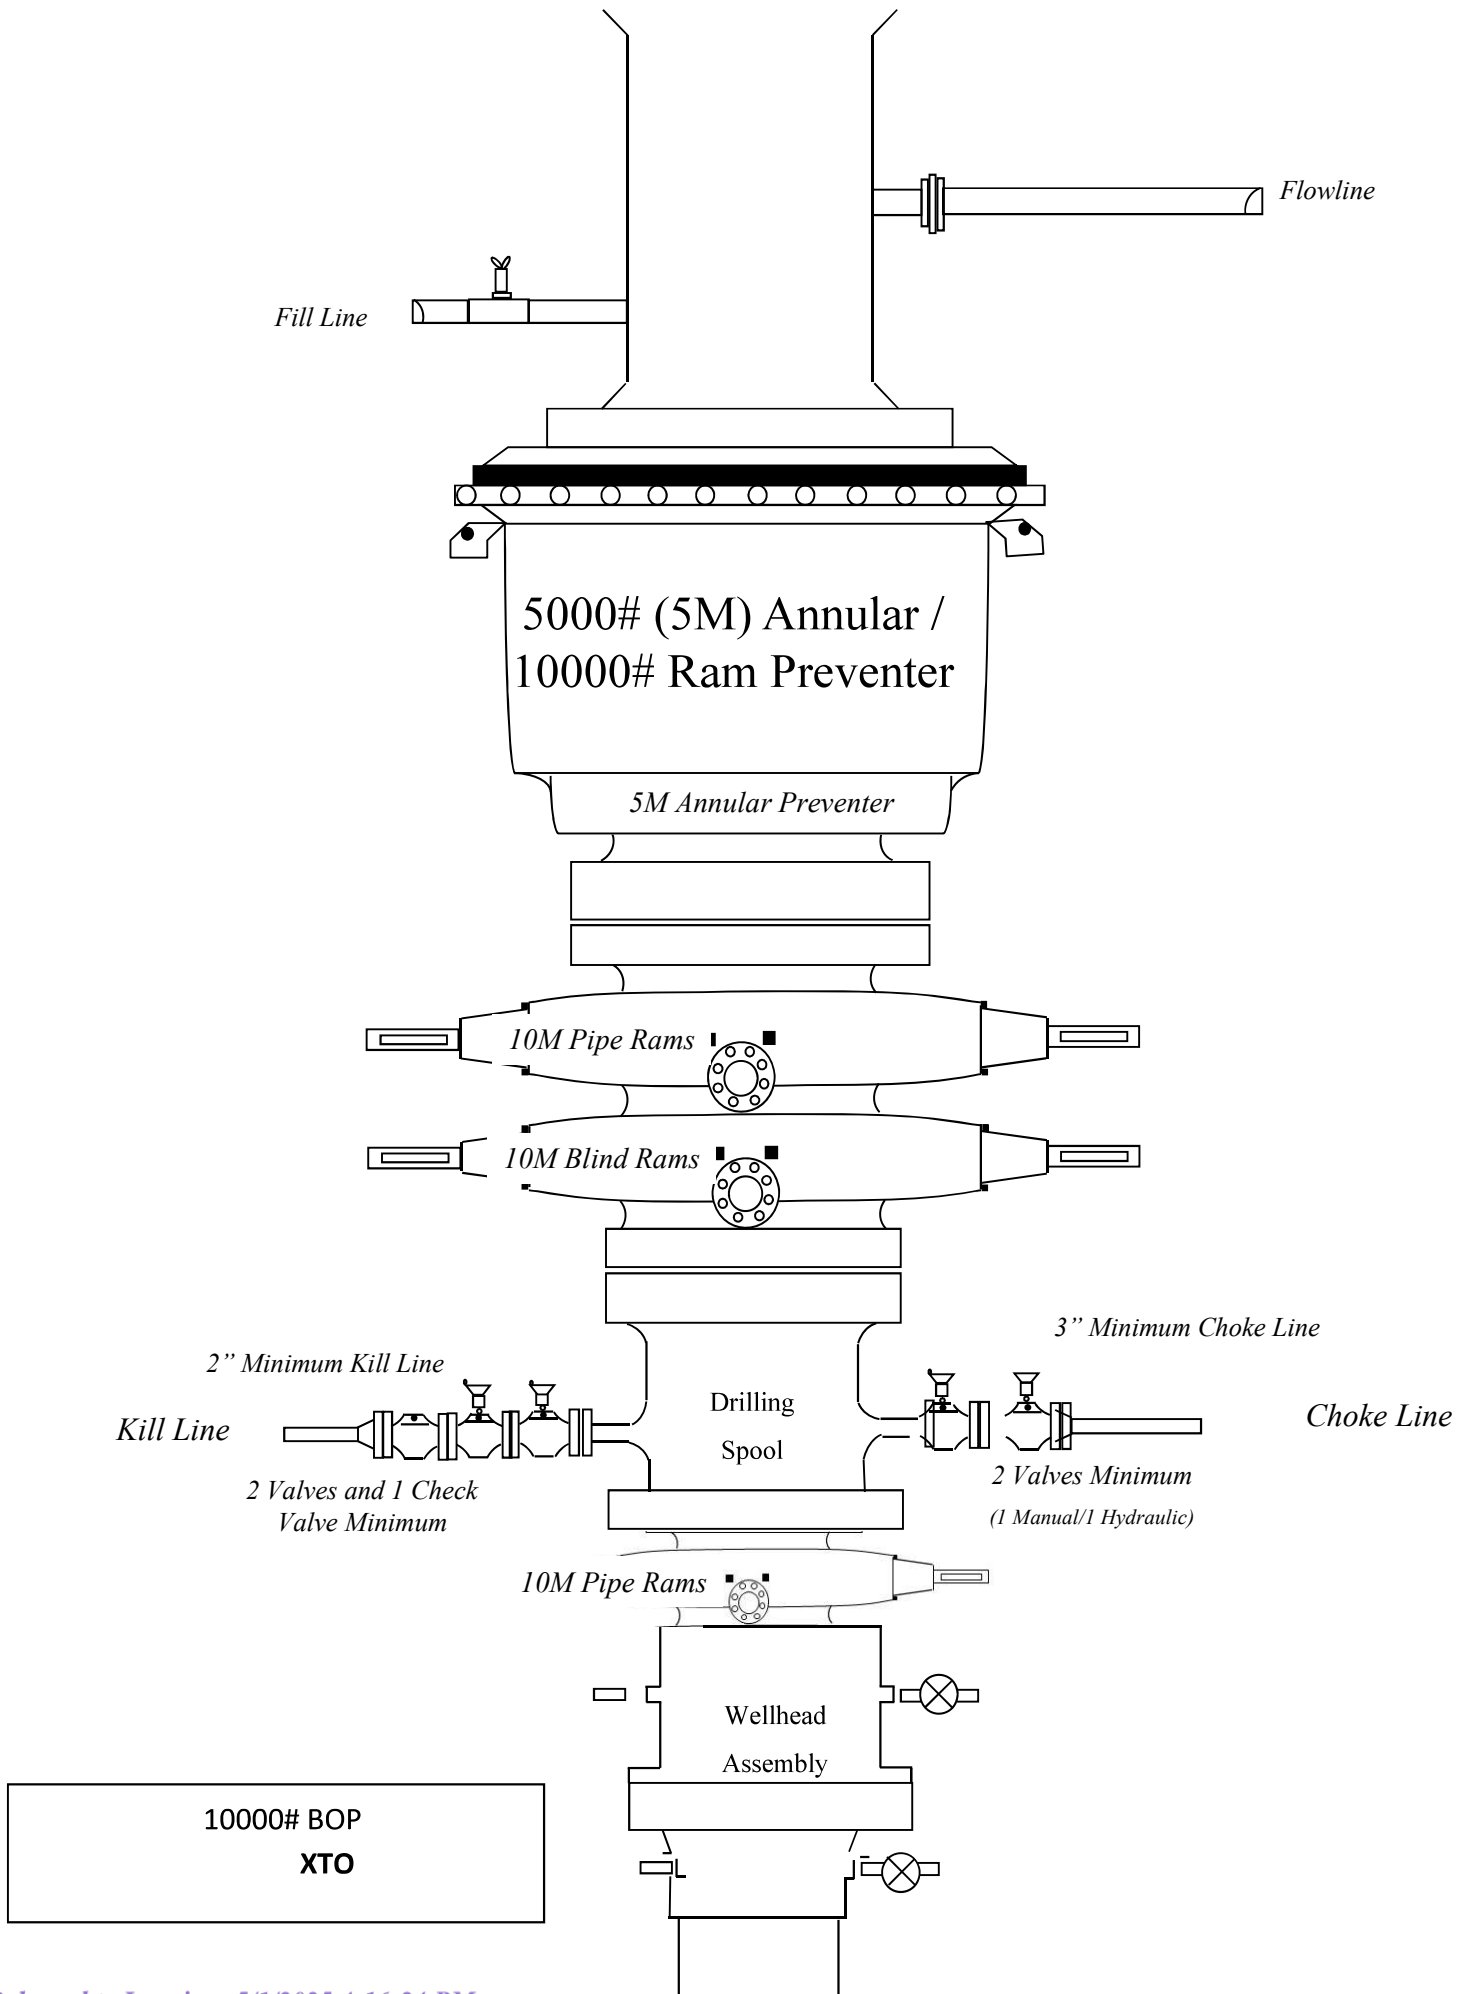 Flowline
Fill Line
5000# (5M) Annular /
10000# Ram Preventer
5M Annular Preventer
10M Pipe Rams
10M Blind Rams
3” Minimum Choke Line
2” Minimum Kill Line
Drilling
Spool
Kill Line
Choke Line
2 Valves and 1 Check
Valve Minimum
2 Valves Minimum
(1 Manual/1 Hydraulic)
10M Pipe Rams
Wellhead
Assembly
10000# BOP
XTO